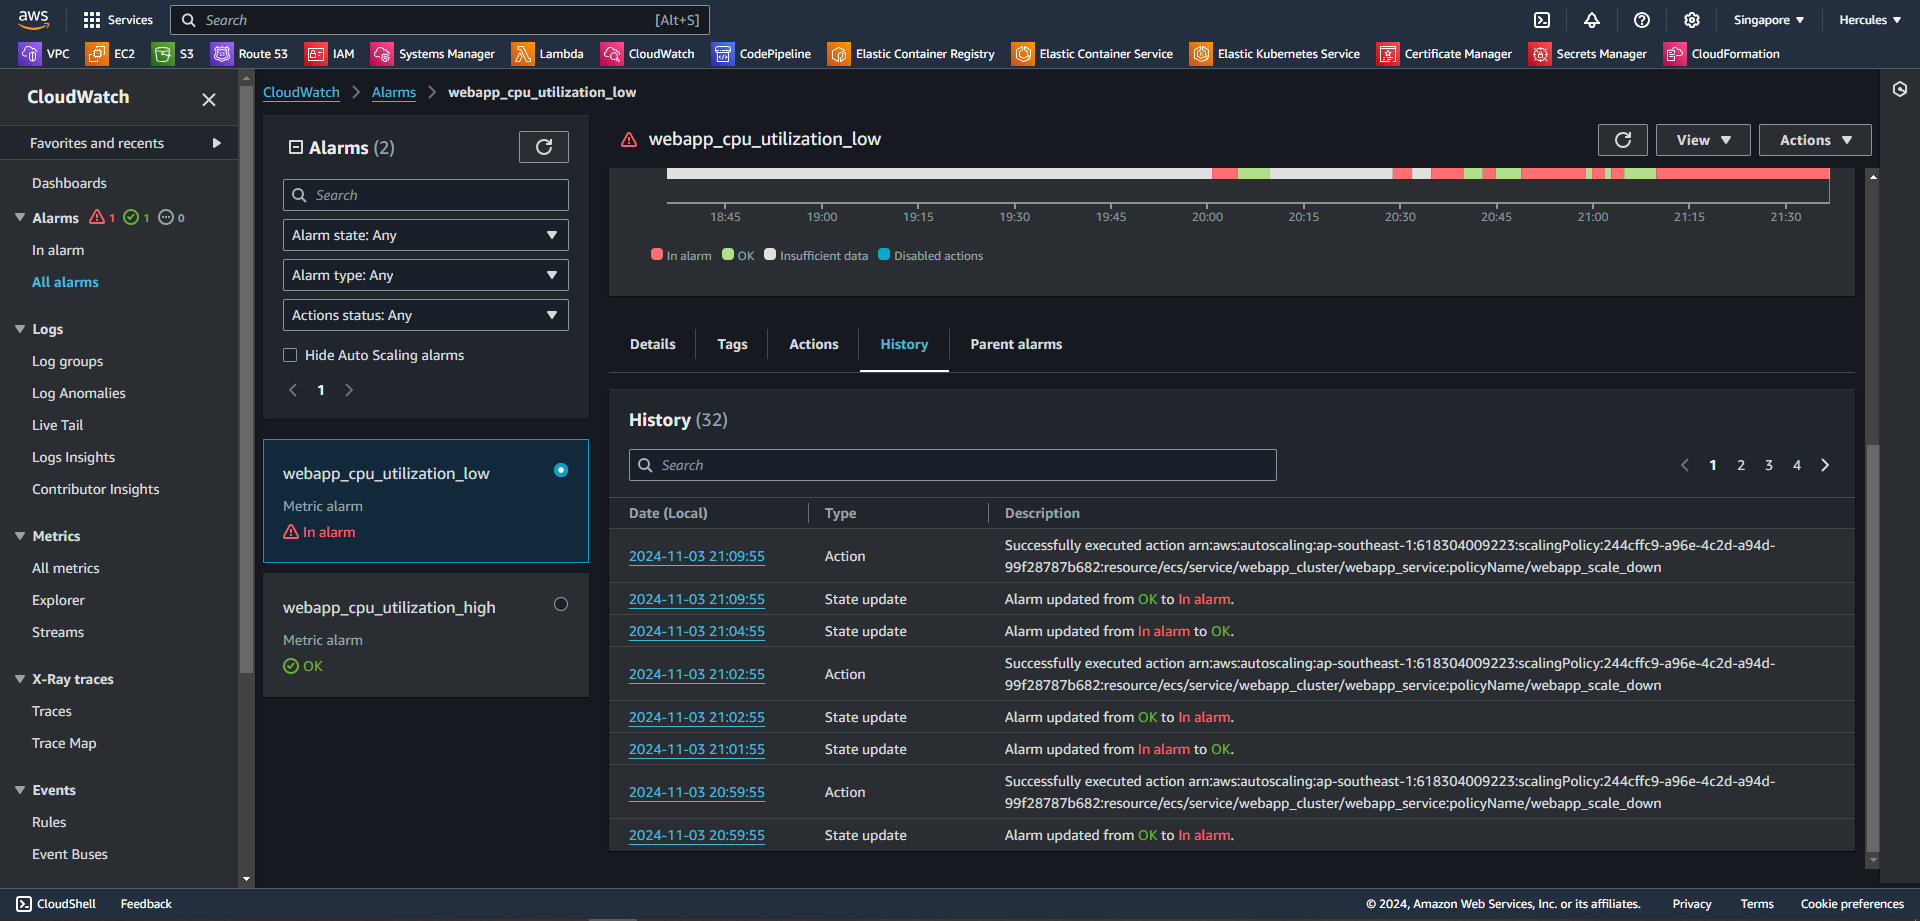 aws
Services
Search
[Alt+S]
Singapore
Hercules
VPC
EC2
S3
Route 53
IAM
Systems Manager
Lambda
CloudWatch
CodePipeline
Elastic Container Registry
Elastic Container Service
Elastic Kubernetes Service
Certificate Manager
Secrets Manager
CloudFormation
CloudWatch
Favorites and recents
Dashboards
Alarms 1 1 0
In alarm
All alarms
Logs
Log groups
Log Anomalies
Live Tail
Logs Insights
Contributor Insights
Metrics
All metrics
Explorer
Streams
X-Ray traces
Traces
Trace Map
Events
Rules
Event Buses
CloudWatch
Alarms
webapp_cpu_utilization_low
Alarms (2)
Search
Alarm state: Any
Alarm type: Any
Actions status: Any
Hide Auto Scaling alarms
1
webapp_cpu_utilization_low
Metric alarm
In alarm
webapp_cpu_utilization_high
Metric alarm
OK
webapp_cpu_utilization_low
View
Actions
18:45 19:00 19:15 19:30 19:45 20:00 20:15 20:30 20:45 21:00 21:15 21:30
In alarm OK Insufficient data Disabled actions
Details Tags Actions History Parent alarms
History (32)
Search
1 2 3 4
Date (Local) Type Description
2024-11-03 21:09:55 Action Successfully executed action arn:aws:autoscaling:ap-southeast-1:618304009223:scalingPolicy:244cffc9-a96e-4c2d-a94d-
99f28787b682:resource/ecs/service/webapp_cluster/webapp_service:policyName/webapp_scale_down
2024-11-03 21:09:55 State update Alarm updated from OK to In alarm.
2024-11-03 21:04:55 State update Alarm updated from In alarm to OK.
2024-11-03 21:02:55 Action Successfully executed action arn:aws:autoscaling:ap-southeast-1:618304009223:scalingPolicy:244cffc9-a96e-4c2d-a94d-
99f28787b682:resource/ecs/service/webapp_cluster/webapp_service:policyName/webapp_scale_down
2024-11-03 21:02:55 State update Alarm updated from OK to In alarm.
2024-11-03 21:01:55 State update Alarm updated from In alarm to OK.
2024-11-03 20:59:55 Action Successfully executed action arn:aws:autoscaling:ap-southeast-1:618304009223:scalingPolicy:244cffc9-a96e-4c2d-a94d-
99f28787b682:resource/ecs/service/webapp_cluster/webapp_service:policyName/webapp_scale_down
2024-11-03 20:59:55 State update Alarm updated from OK to In alarm.
CloudShell
Feedback
© 2024, Amazon Web Services, Inc. or its affiliates.
Privacy
Terms
Cookie preferences